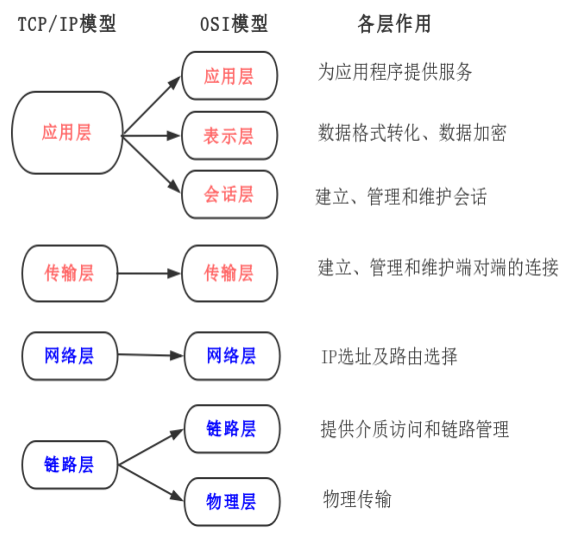 TCP/IP模型 OSI模型 各层作用
应用层 为应用程序提供服务
应用层 表示层 数据格式转化、数据加密
会话层 建立、管理和维护会话
传输层 传输层 建立、管理和维护端对端的连接
网络层 网络层 IP选址及路由选择
链路层 提供介质访问和链路管理
链路层
物理层 物理传输